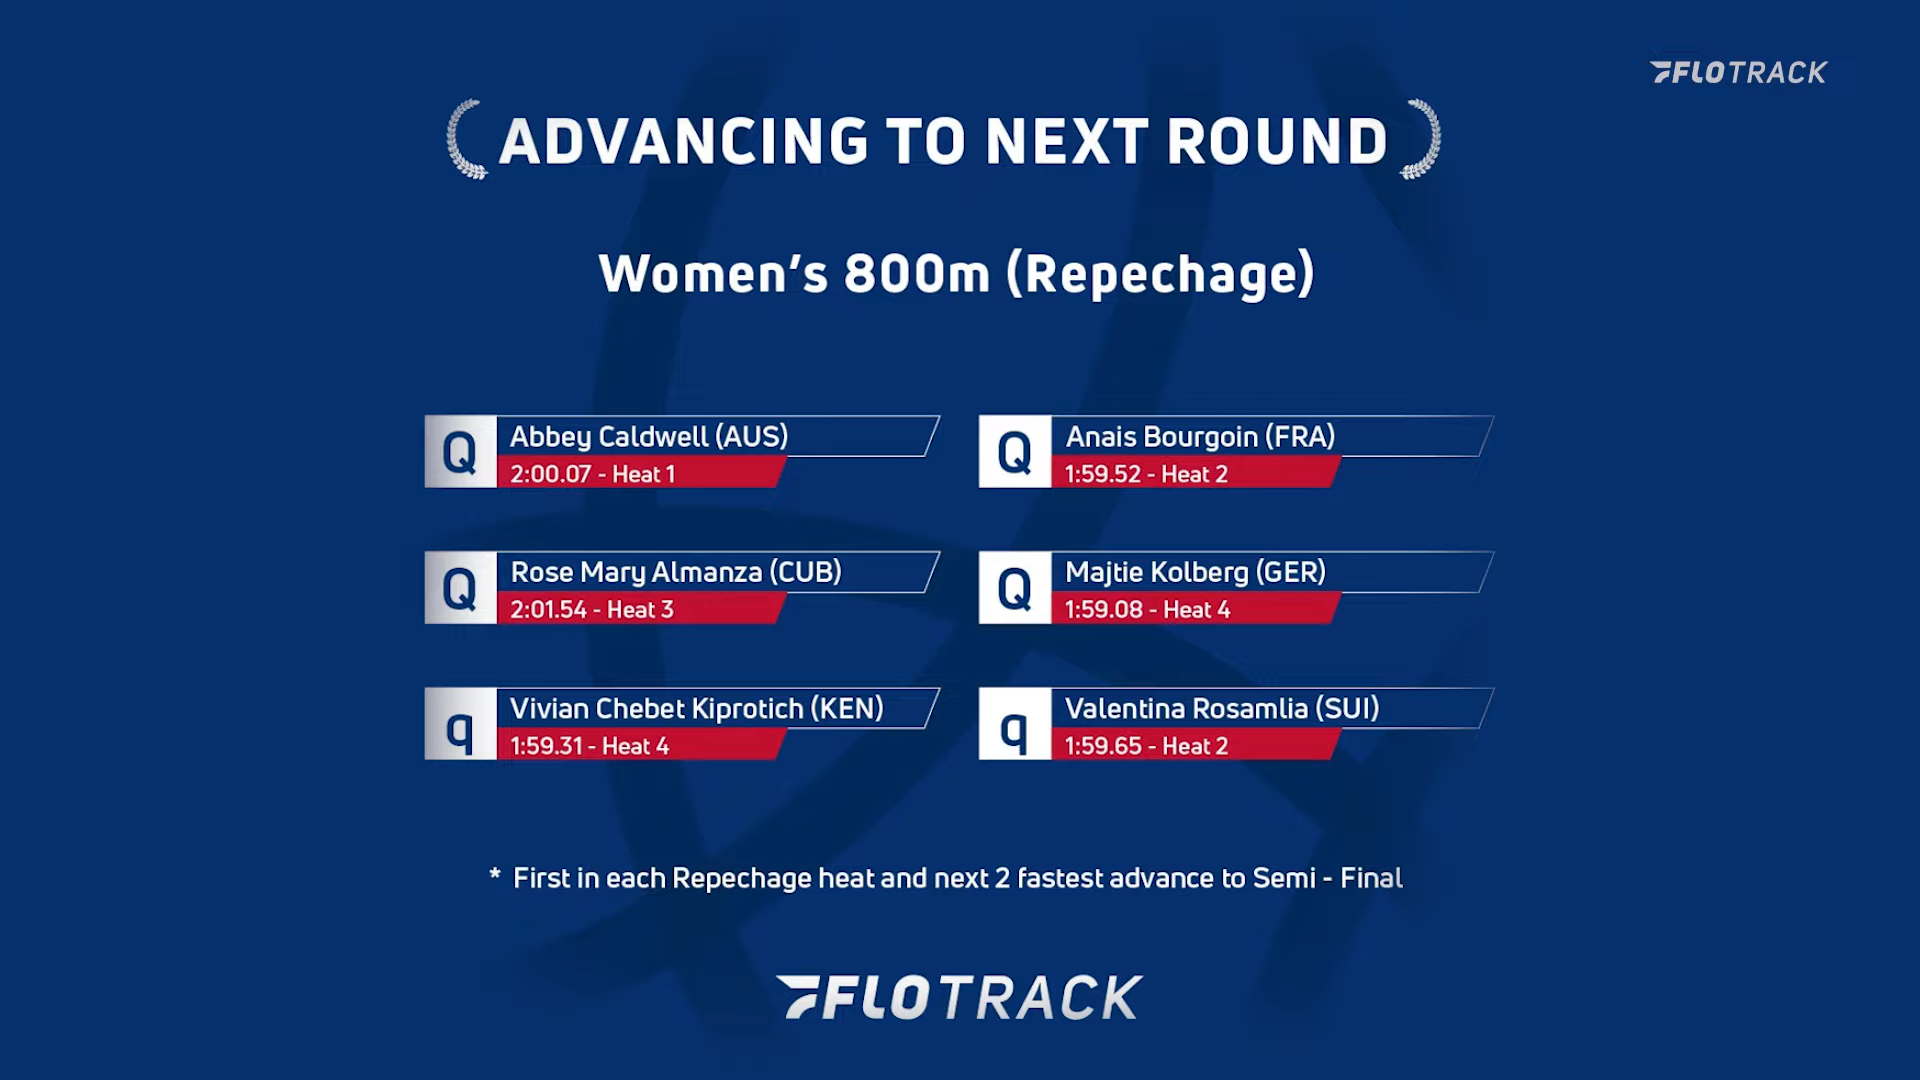 FLOTRACK
ADVANCING TO NEXT ROUND
Women's 800m (Repechage)
Q Abbey Caldwell (AUS)
2:00.07 - Heat 1
Q Anais Bourgoin (FRA)
1:59.52 - Heat 2
Q Rose Mary Almanza (CUB)
2:01.54 - Heat 3
Q Majtie Kolberg (GER)
1:59.08 - Heat 4
q Vivian Chebet Kiprotich (KEN)
1:59.31 - Heat 4
q Valentina Rosamlia (SUI)
1:59.65 - Heat 2
* First in each Repechage heat and next 2 fastest advance to Semi - Final
FLOTRACK